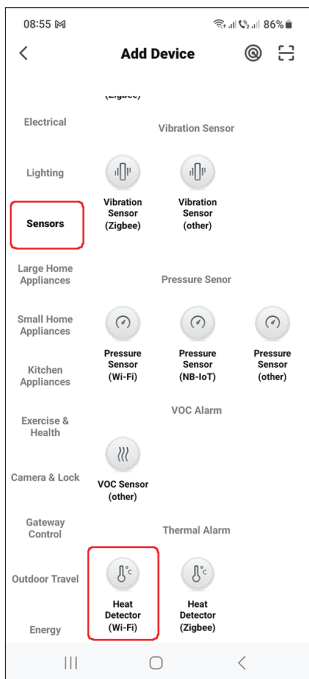 08:55 86%
Add Device
(Zigbee)
Electrical
Lighting
Sensors
Large Home
Appliances
Small Home
Appliances
Kitchen
Appliances
Exercise &
Health
Camera & Lock
Gateway
Control
Outdoor Travel
Energy
Vibration Sensor
Vibration
Sensor
(Zigbee)
Vibration
Sensor
(other)
Pressure Senor
Pressure
Sensor
(Wi-Fi)
Pressure
Sensor
(NB-IoT)
Pressure
Sensor
(other)
VOC Alarm
VOC Sensor
(other)
Thermal Alarm
Heat
Detector
(Wi-Fi)
Heat
Detector
(Zigbee)